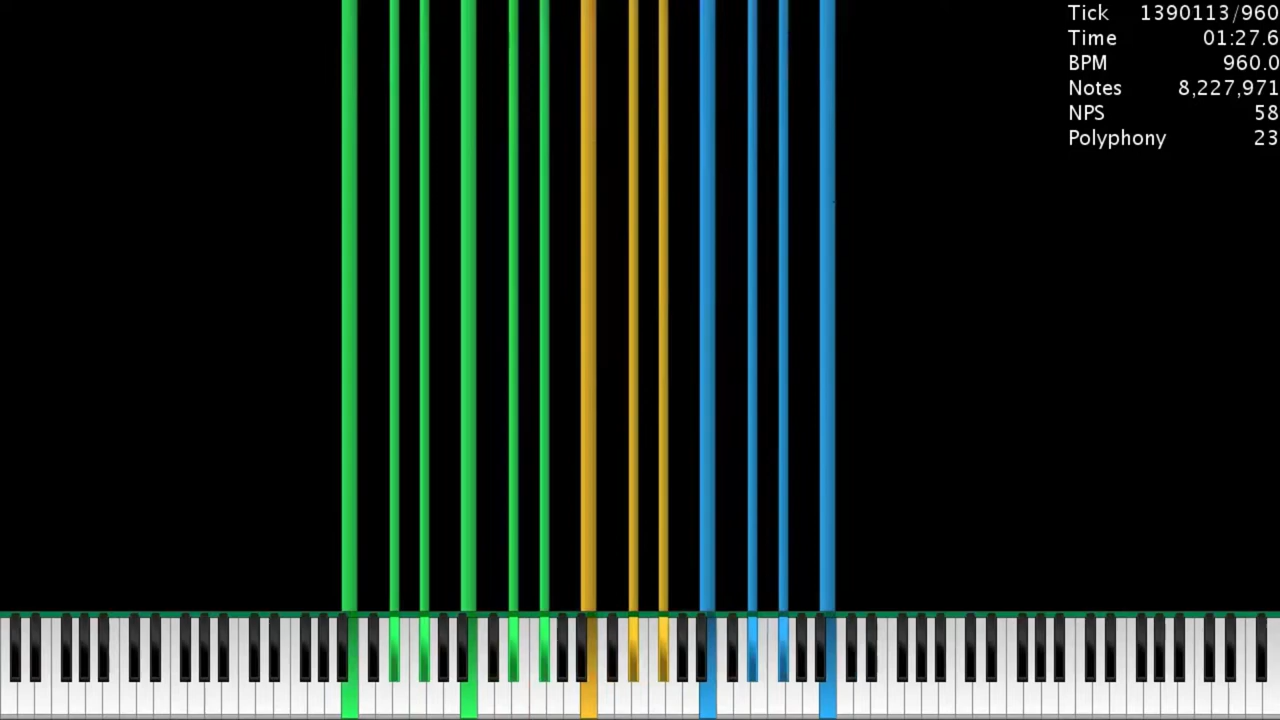 Tick 1390113/960
Time 01:27.6
BPM 960.0
Notes 8,227,971
NPS 58
Polyphony 23